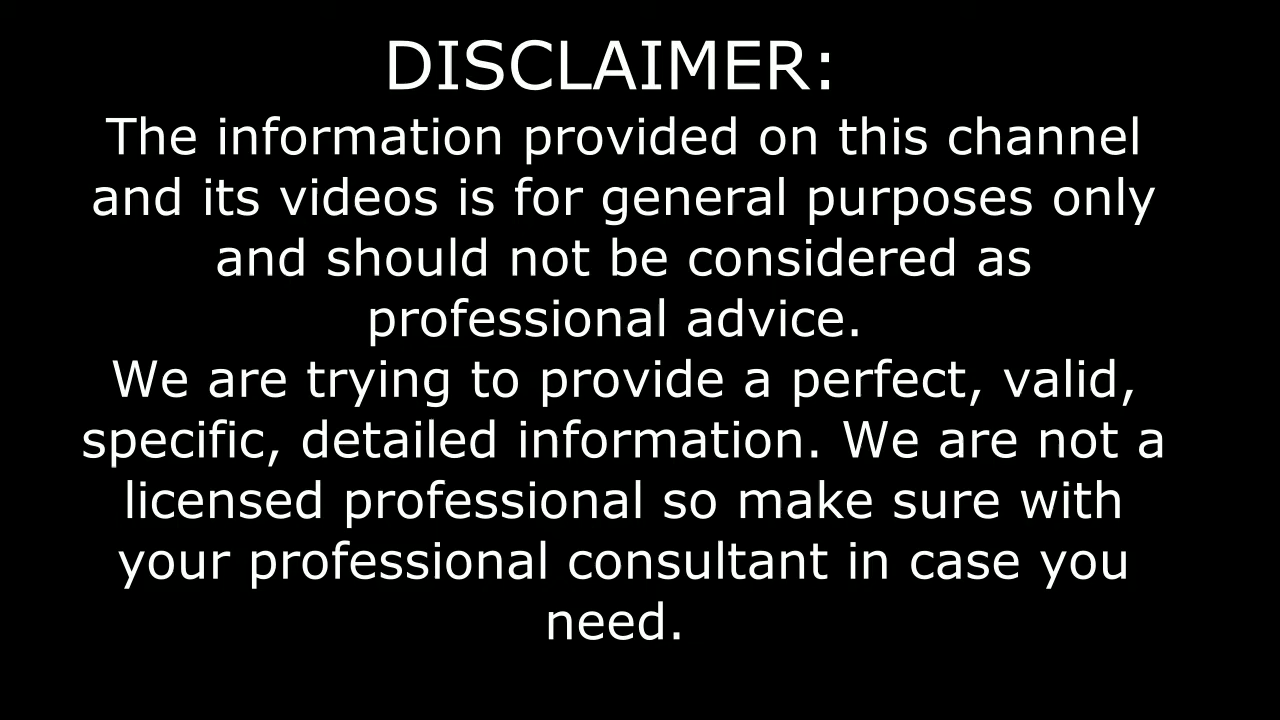 DISCLAIMER:
The information provided on this channel
and its videos is for general purposes only
and should not be considered as
professional advice.
We are trying to provide a perfect, valid,
specific, detailed information. We are not a
licensed professional so make sure with
your professional consultant in case you
need.